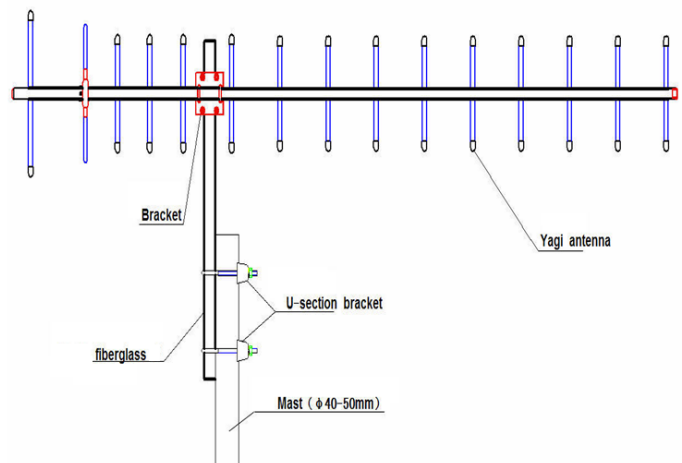 Bracket
Yagi antenna
U-section bracket
fiberglass
Mast（φ40-50mm）